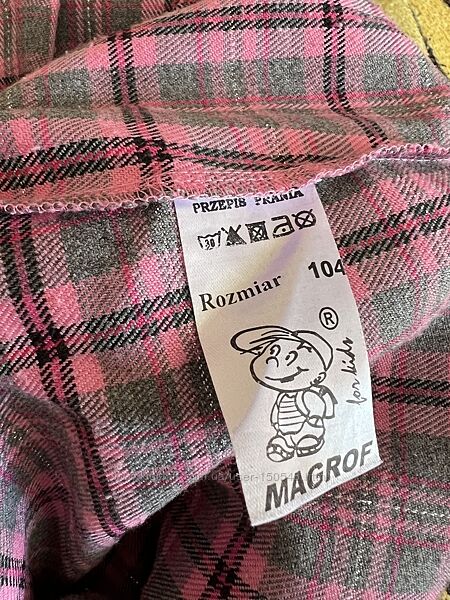 PRZEPIS PRANIA
30
Rozmiar 104
®
for kids
MAGROF